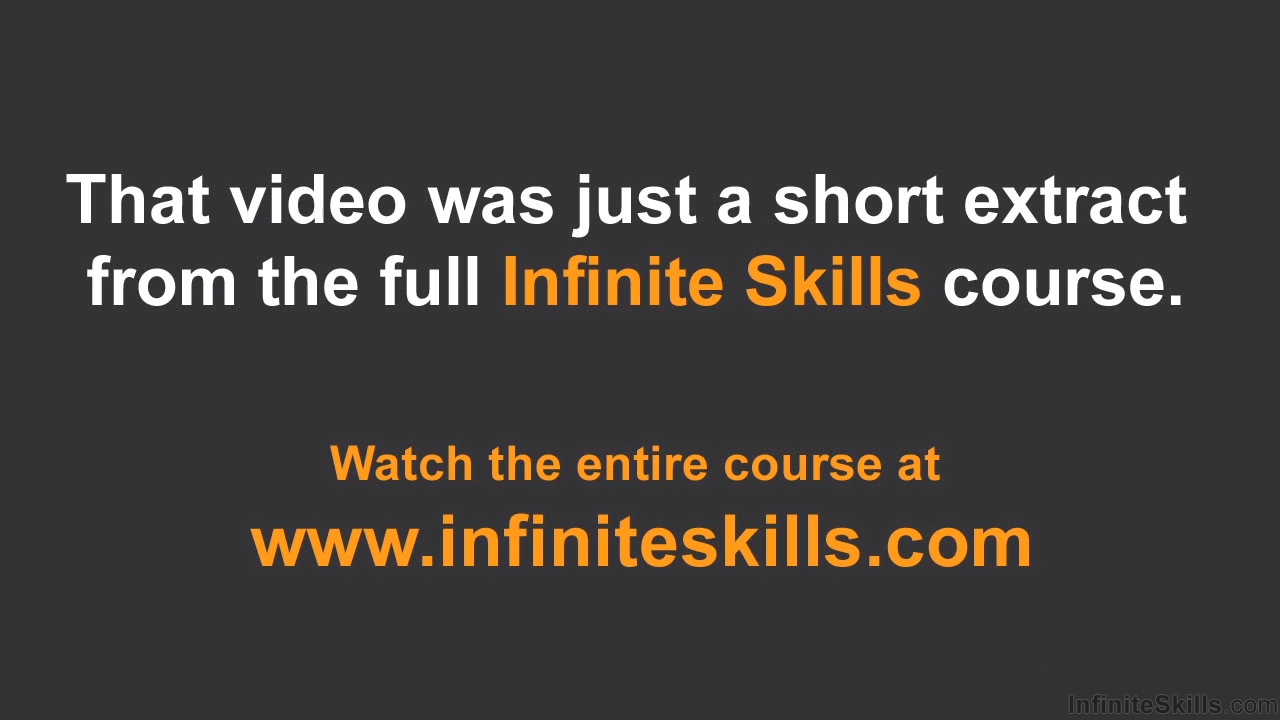 That video was just a short extract
from the full Infinite Skills course.
Watch the entire course at
www.infiniteskills.com
InfiniteSkills.com